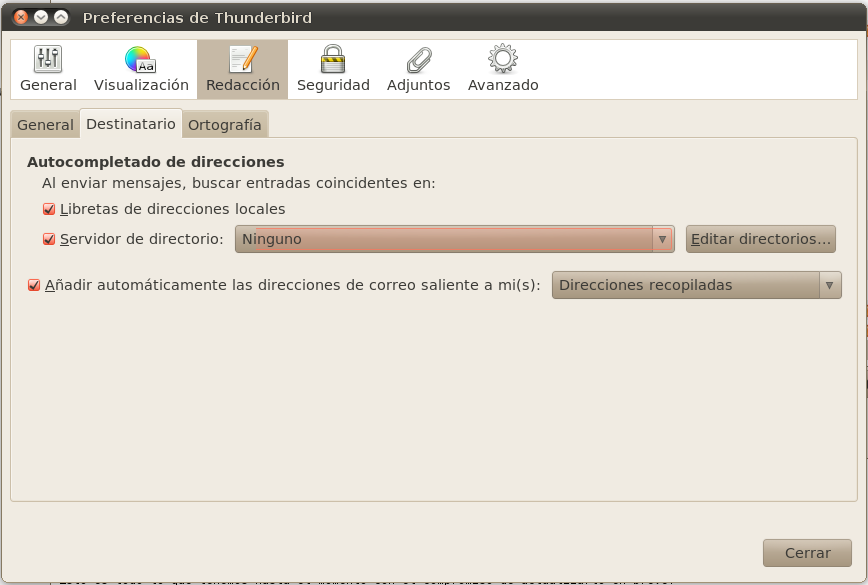 Preferencias de Thunderbird
General Visualización Redacción Seguridad Adjuntos Avanzado
Aa
General Destinatario Ortografía
Autocompletado de direcciones
Al enviar mensajes, buscar entradas coincidentes en:
Libretas de direcciones locales
Servidor de directorio: Ninguno Editar directorios...
Añadir automáticamente las direcciones de correo saliente a mi(s): Direcciones recopiladas
Cerrar